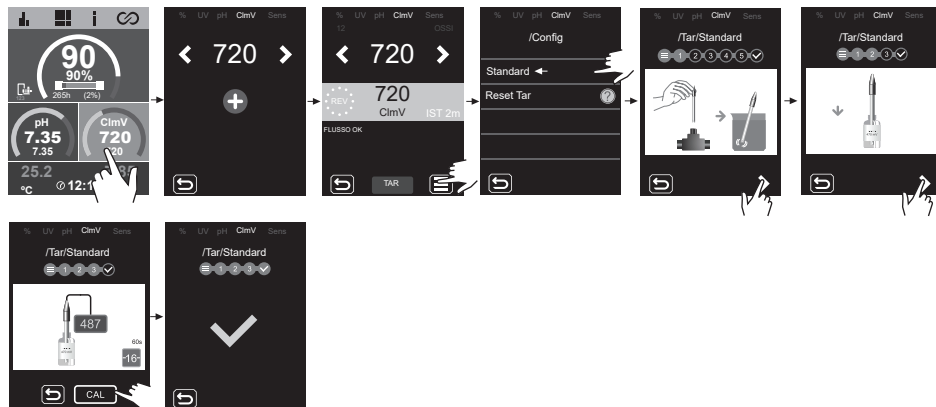 90
90%
265h (2%)
pH
7.35
7.35
ClmV
720
25.2
°C
% UV pH ClmV Sens
720
% UV pH ClmV Sens
12 OSSI
720
REV
720
ClmV
IST 2m
FLUSSO OK
TAR
% UV pH ClmV Sens
/Config
Standard
Reset Tar
?
% UV pH ClmV Sens
/Tar/Standard
1 2 3 4 5
% UV pH ClmV Sens
/Tar/Standard
1 2 3
% UV pH ClmV Sens
/Tar/Standard
1 2 3
487
60s
-16-
CAL
% UV pH ClmV Sens
/Tar/Standard
1 2 3